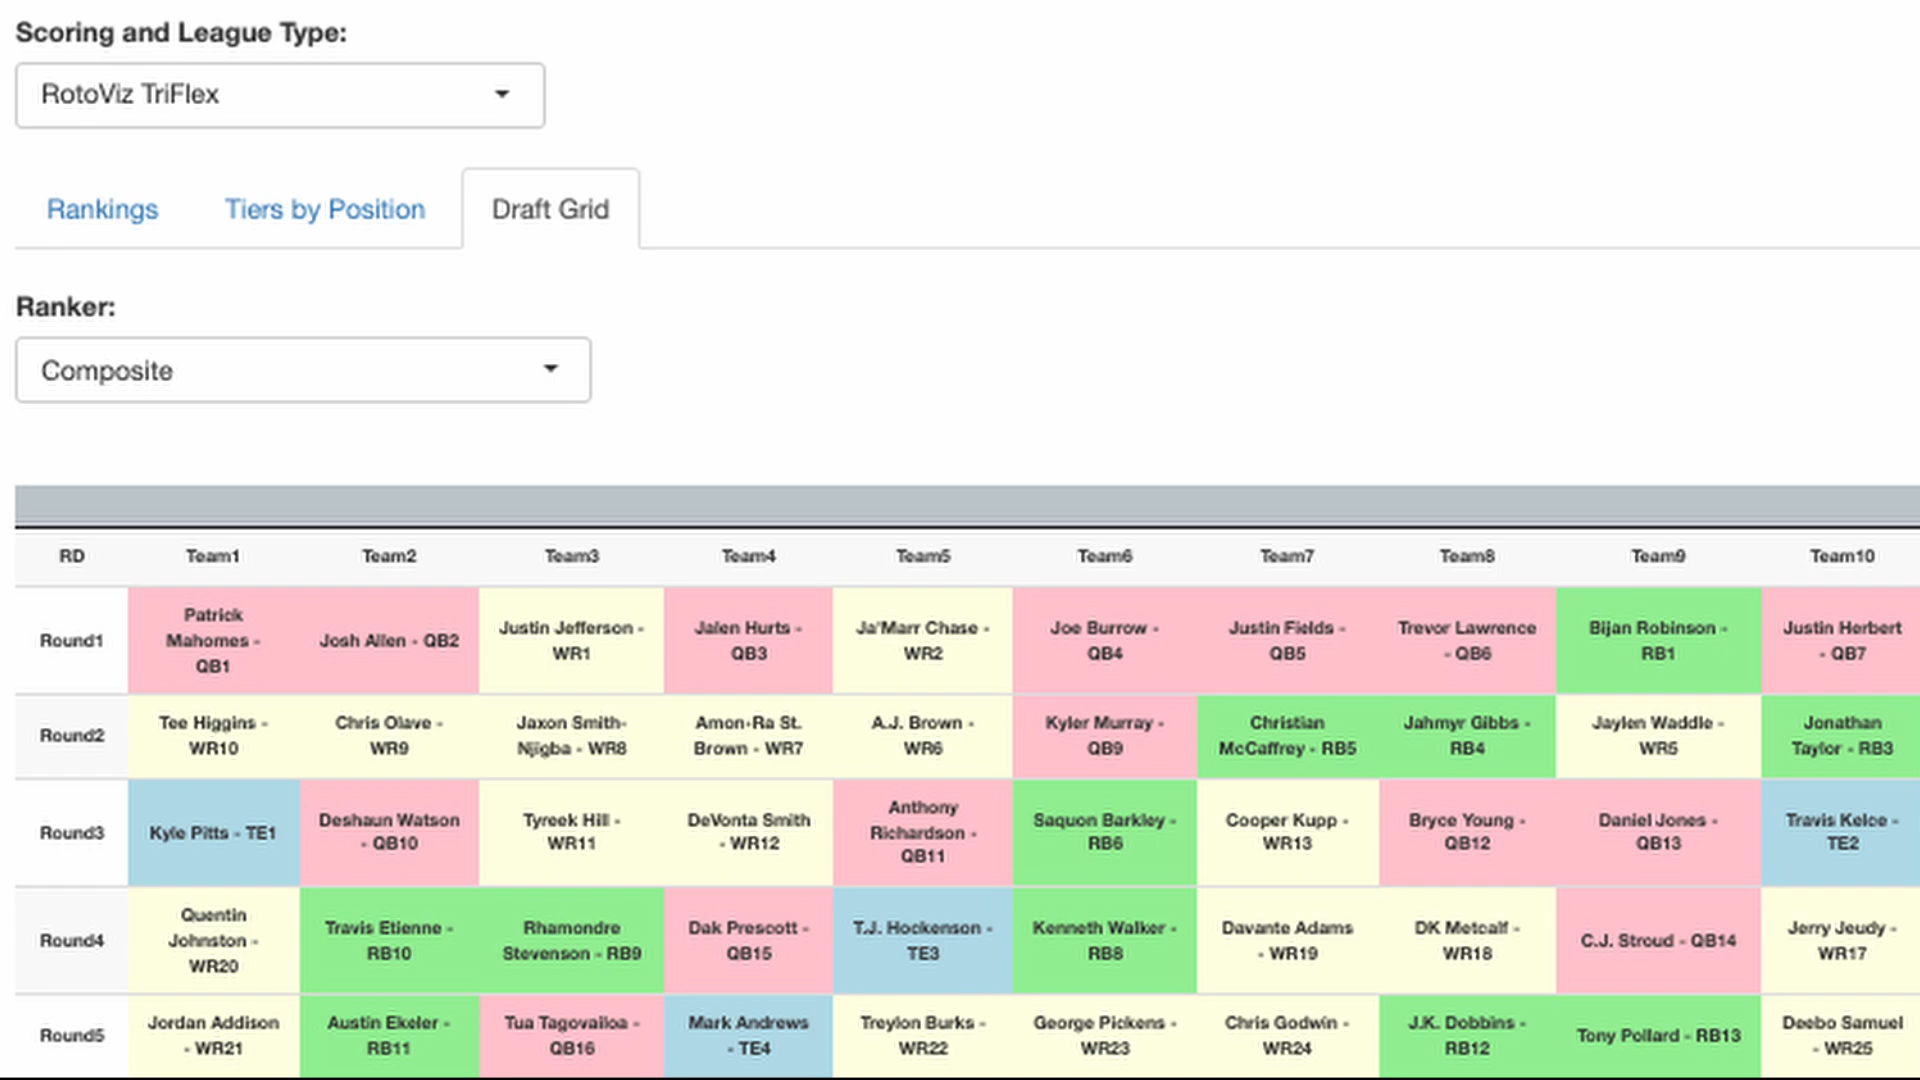 Scoring and League Type:
RotoViz TriFlex
Rankings Tiers by Position Draft Grid
Ranker:
Composite
RD Team1 Team2 Team3 Team4 Team5 Team6 Team7 Team8 Team9 Team10
Round1
Patrick
Mahomes -
QB1
Josh Allen - QB2
Justin Jefferson -
WR1
Jalen Hurts -
QB3
Ja'Marr Chase -
WR2
Joe Burrow -
QB4
Justin Fields -
QB5
Trevor Lawrence
- QB6
Bijan Robinson -
RB1
Justin Herbert
- QB7
Round2
Tee Higgins -
WR10
Chris Olave -
WR9
Jaxon Smith-
Njigba - WR8
Amon-Ra St.
Brown - WR7
A.J. Brown -
WR6
Kyler Murray -
QB9
Christian
McCaffrey - RB5
Jahmyr Gibbs -
RB4
Jaylen Waddle -
WR5
Jonathan
Taylor - RB3
Round3
Kyle Pitts - TE1
Deshaun Watson
- QB10
Tyreek Hill -
WR11
DeVonta Smith
- WR12
Anthony
Richardson -
QB11
Saquon Barkley -
RB6
Cooper Kupp -
WR13
Bryce Young -
QB12
Daniel Jones -
QB13
Travis Kelce -
TE2
Round4
Quentin
Johnston -
WR20
Travis Etienne -
RB10
Rhamondre
Stevenson - RB9
Dak Prescott -
QB15
T.J. Hockenson -
TE3
Kenneth Walker -
RB8
Davante Adams
- WR19
DK Metcalf -
WR18
C.J. Stroud - QB14
Jerry Jeudy -
WR17
Round5
Jordan Addison
- WR21
Austin Ekeler -
RB11
Tua Tagovailoa -
QB16
Mark Andrews
- TE4
Treylon Burks -
WR22
George Pickens -
WR23
Chris Godwin -
WR24
J.K. Dobbins -
RB12
Tony Pollard - RB13
Deebo Samuel
- WR25